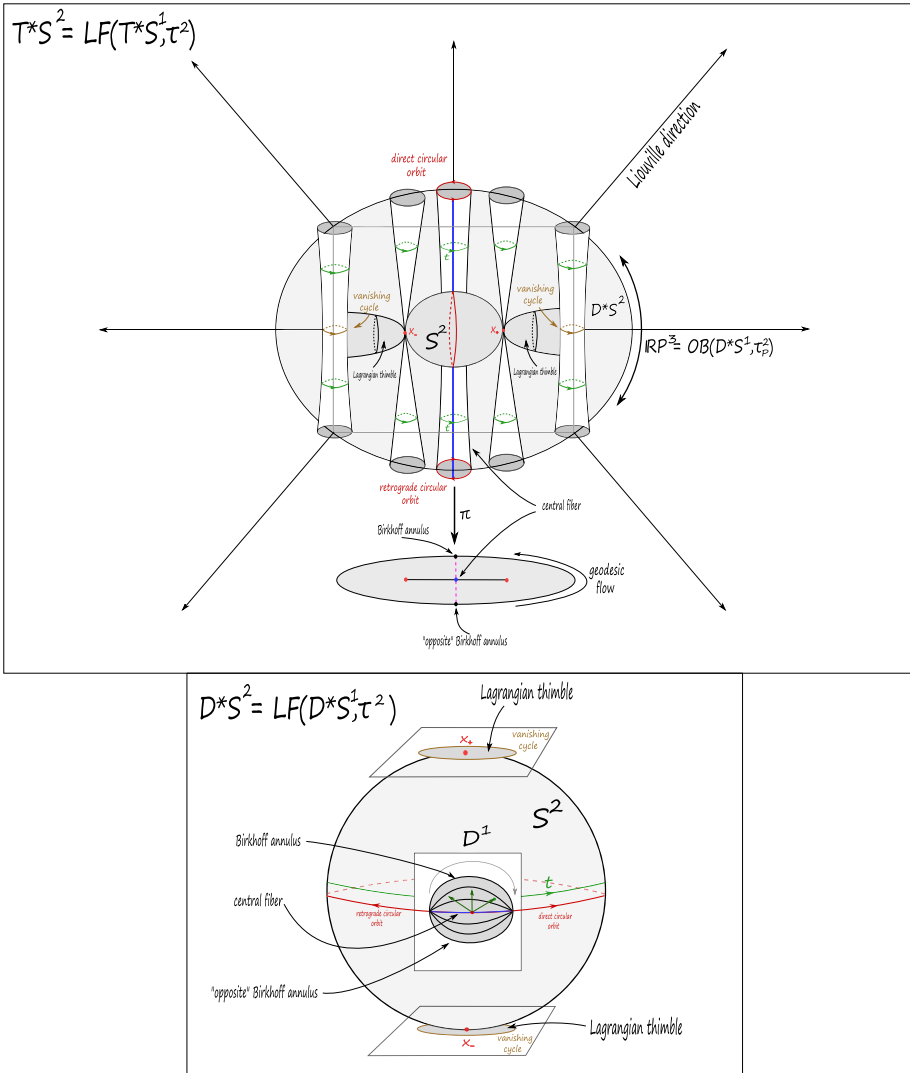 T*S²= LF(T*S¹,τ²)
direct circular
orbit
Liouville direction
t
vanishing
cycle
vanishing
cycle
D*S²
x₋
S²
x₊
IRP³= OB(D*S¹,τ²ₚ)
Lagrangian thimble
Lagrangian thimble
t
retrograde circular
orbit
π
central fiber
Birkhoff annulus
geodesic
flow
"opposite" Birkhoff annulus
D*S²= LF(D*S¹,τ²)
Lagrangian thimble
x₊
vanishing
cycle
S²
D¹
Birkhoff annulus
t
central fiber
retrograde circular
orbit
direct circular
orbit
"opposite" Birkhoff annulus
Lagrangian thimble
x₋
vanishing
cycle